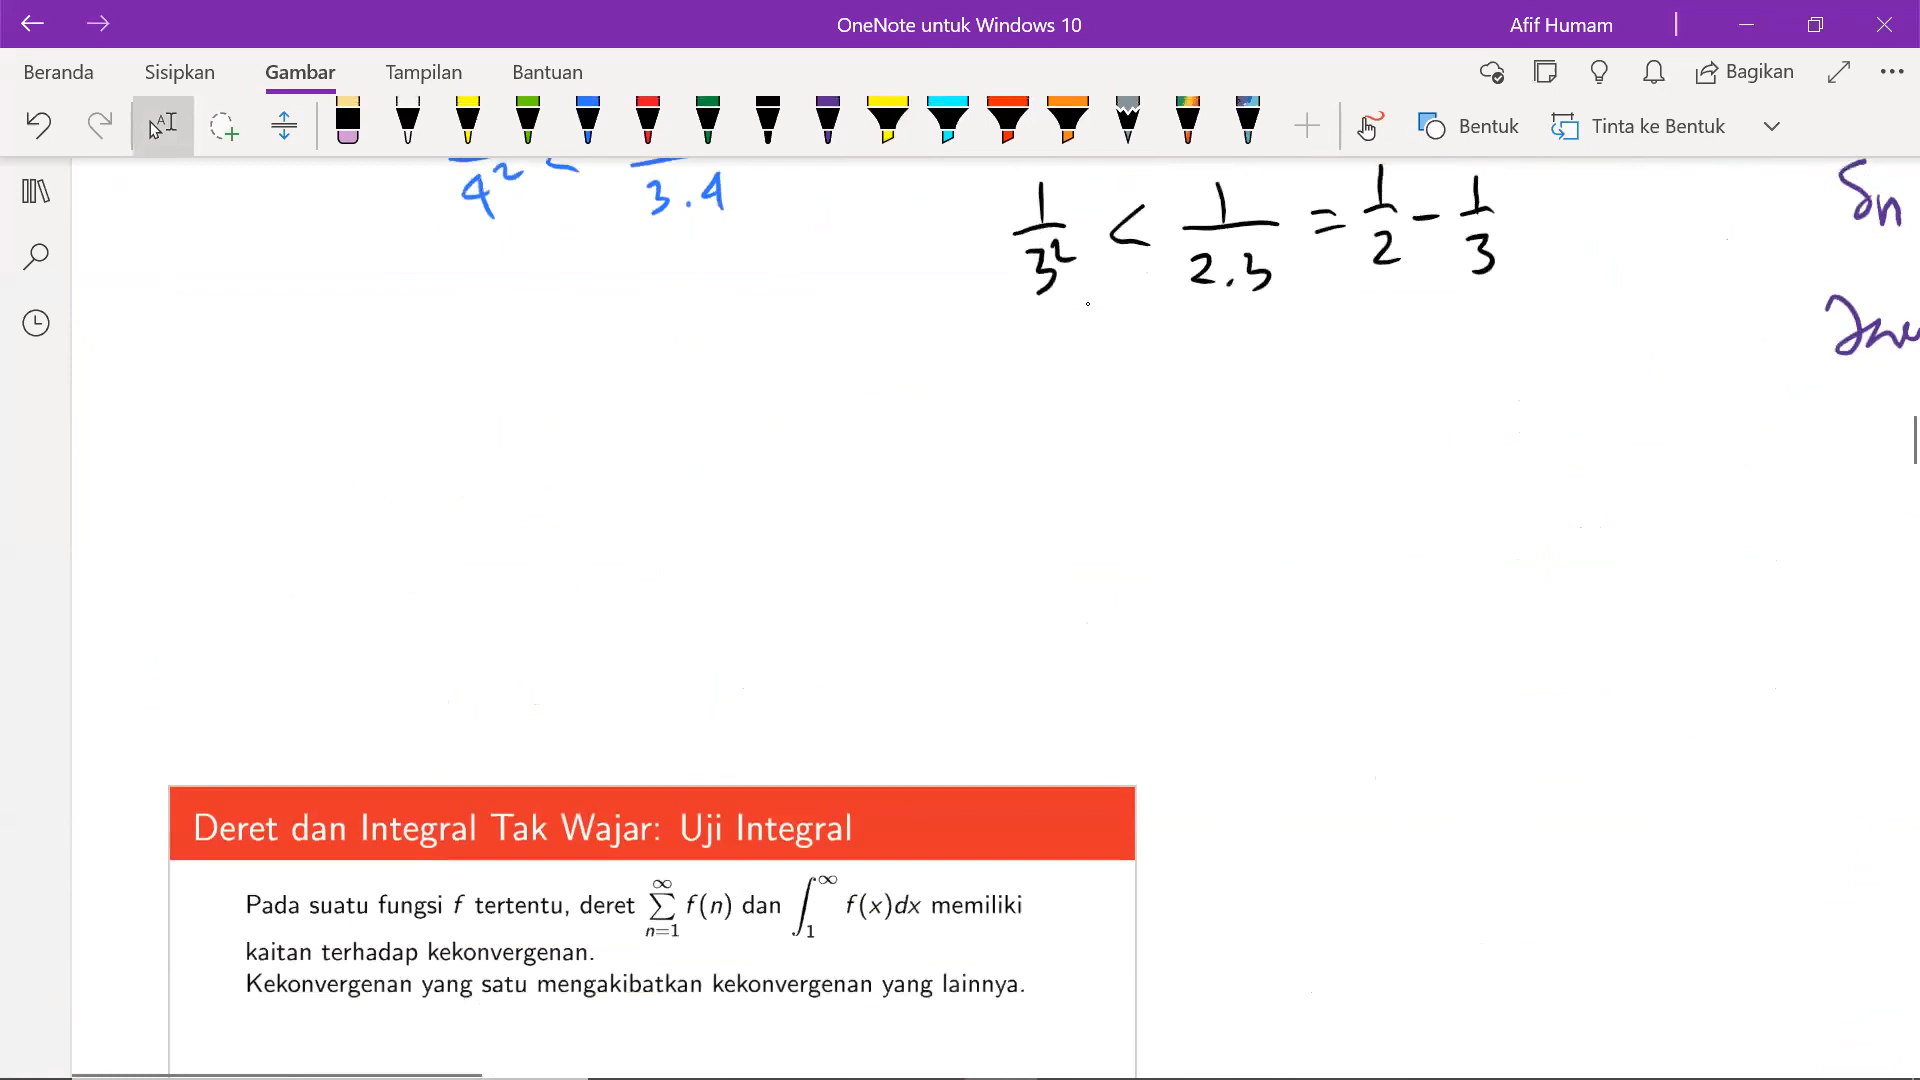 OneNote untuk Windows 10
Afif Humam
Beranda
Sisipkan
Gambar
Tampilan
Bantuan
Bagikan
Bentuk
Tinta ke Bentuk
4² < 3.4
1/3² < 1/2.3 = 1/2 - 1/3
Sn
Deret dan Integral Tak Wajar: Uji Integral
Pada suatu fungsi f tertentu, deret ∑_{n=1}^{∞} f(n) dan ∫_1^∞ f(x)dx memiliki
kaitan terhadap kekonvergenan.
Kekonvergenan yang satu mengakibatkan kekonvergenan yang lainnya.